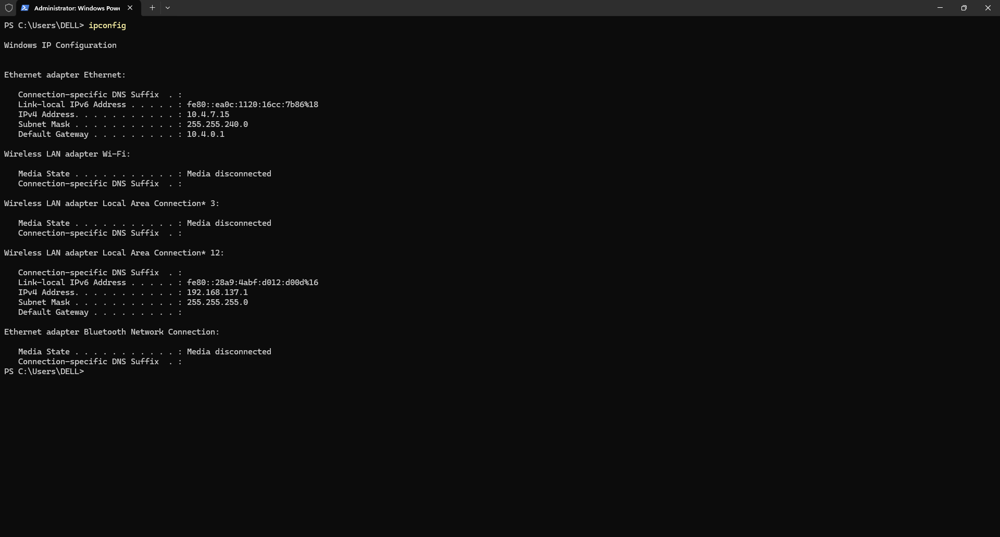 Administrator: Windows Powe
PS C:\Users\DELL> ipconfig
Windows IP Configuration
Ethernet adapter Ethernet:
   Connection-specific DNS Suffix  . :
   Link-local IPv6 Address . . . . . : fe80::ea0c:1120:16cc:7b86%18
   IPv4 Address. . . . . . . . . . . : 10.4.7.15
   Subnet Mask . . . . . . . . . . . : 255.255.240.0
   Default Gateway . . . . . . . . . : 10.4.0.1
Wireless LAN adapter Wi-Fi:
   Media State . . . . . . . . . . . : Media disconnected
   Connection-specific DNS Suffix  . :
Wireless LAN adapter Local Area Connection* 3:
   Media State . . . . . . . . . . . : Media disconnected
   Connection-specific DNS Suffix  . :
Wireless LAN adapter Local Area Connection* 12:
   Connection-specific DNS Suffix  . :
   Link-local IPv6 Address . . . . . : fe80::28a9:4abf:d012:d00d%16
   IPv4 Address. . . . . . . . . . . : 192.168.137.1
   Subnet Mask . . . . . . . . . . . : 255.255.255.0
   Default Gateway . . . . . . . . . :
Ethernet adapter Bluetooth Network Connection:
   Media State . . . . . . . . . . . : Media disconnected
   Connection-specific DNS Suffix  . :
PS C:\Users\DELL>